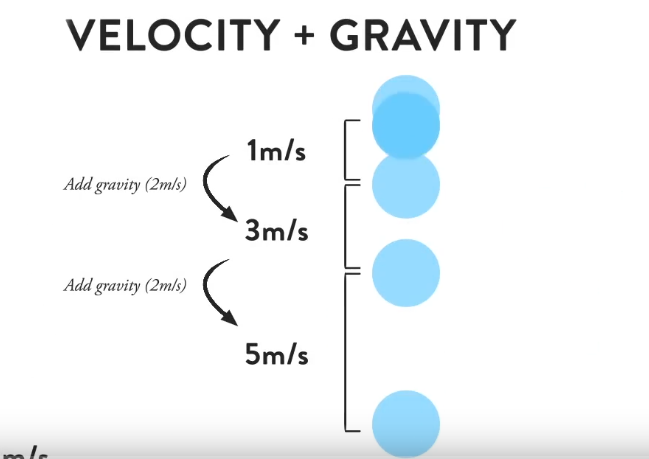 VELOCITY + GRAVITY
1m/s
Add gravity (2m/s)
3m/s
Add gravity (2m/s)
5m/s
m/s